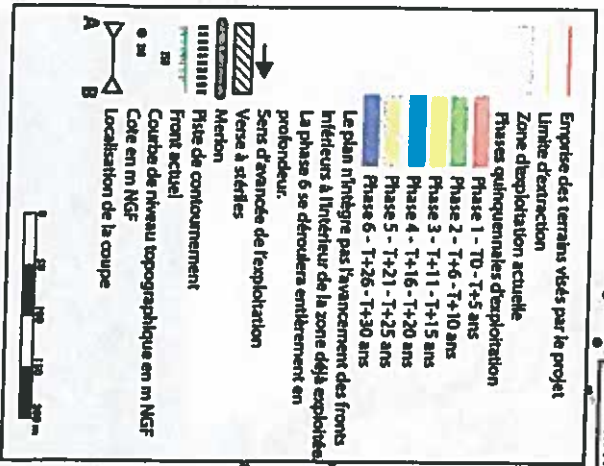 Emprise des terrains visés par le projet
Limite d'extraction
Zone d'exploitation actuelle
Phases quinquennales d'exploitation
Phase 1 - T0 - T+5 ans
Phase 2 - T+6 - T+10 ans
Phase 3 - T+11 - T+15 ans
Phase 4 - T+16 - T+20 ans
Phase 5 - T+21 - T+25 ans
Phase 6 - T+26 - T+30 ans
Le plan n'intègre pas l'avancement des fronts
inférieurs à l'intérieur de la zone déjà exploitée.
La phase 6 se déroulera entièrement en
profondeur.
Sens d'avancée de l'exploitation
Verse à stériles
Merlon
Piste de contournement
Front actuel
150 Courbe de niveau topographique en m NGF
Cote en m NGF
A B Localisation de la coupe
0 50 100 150 200 m